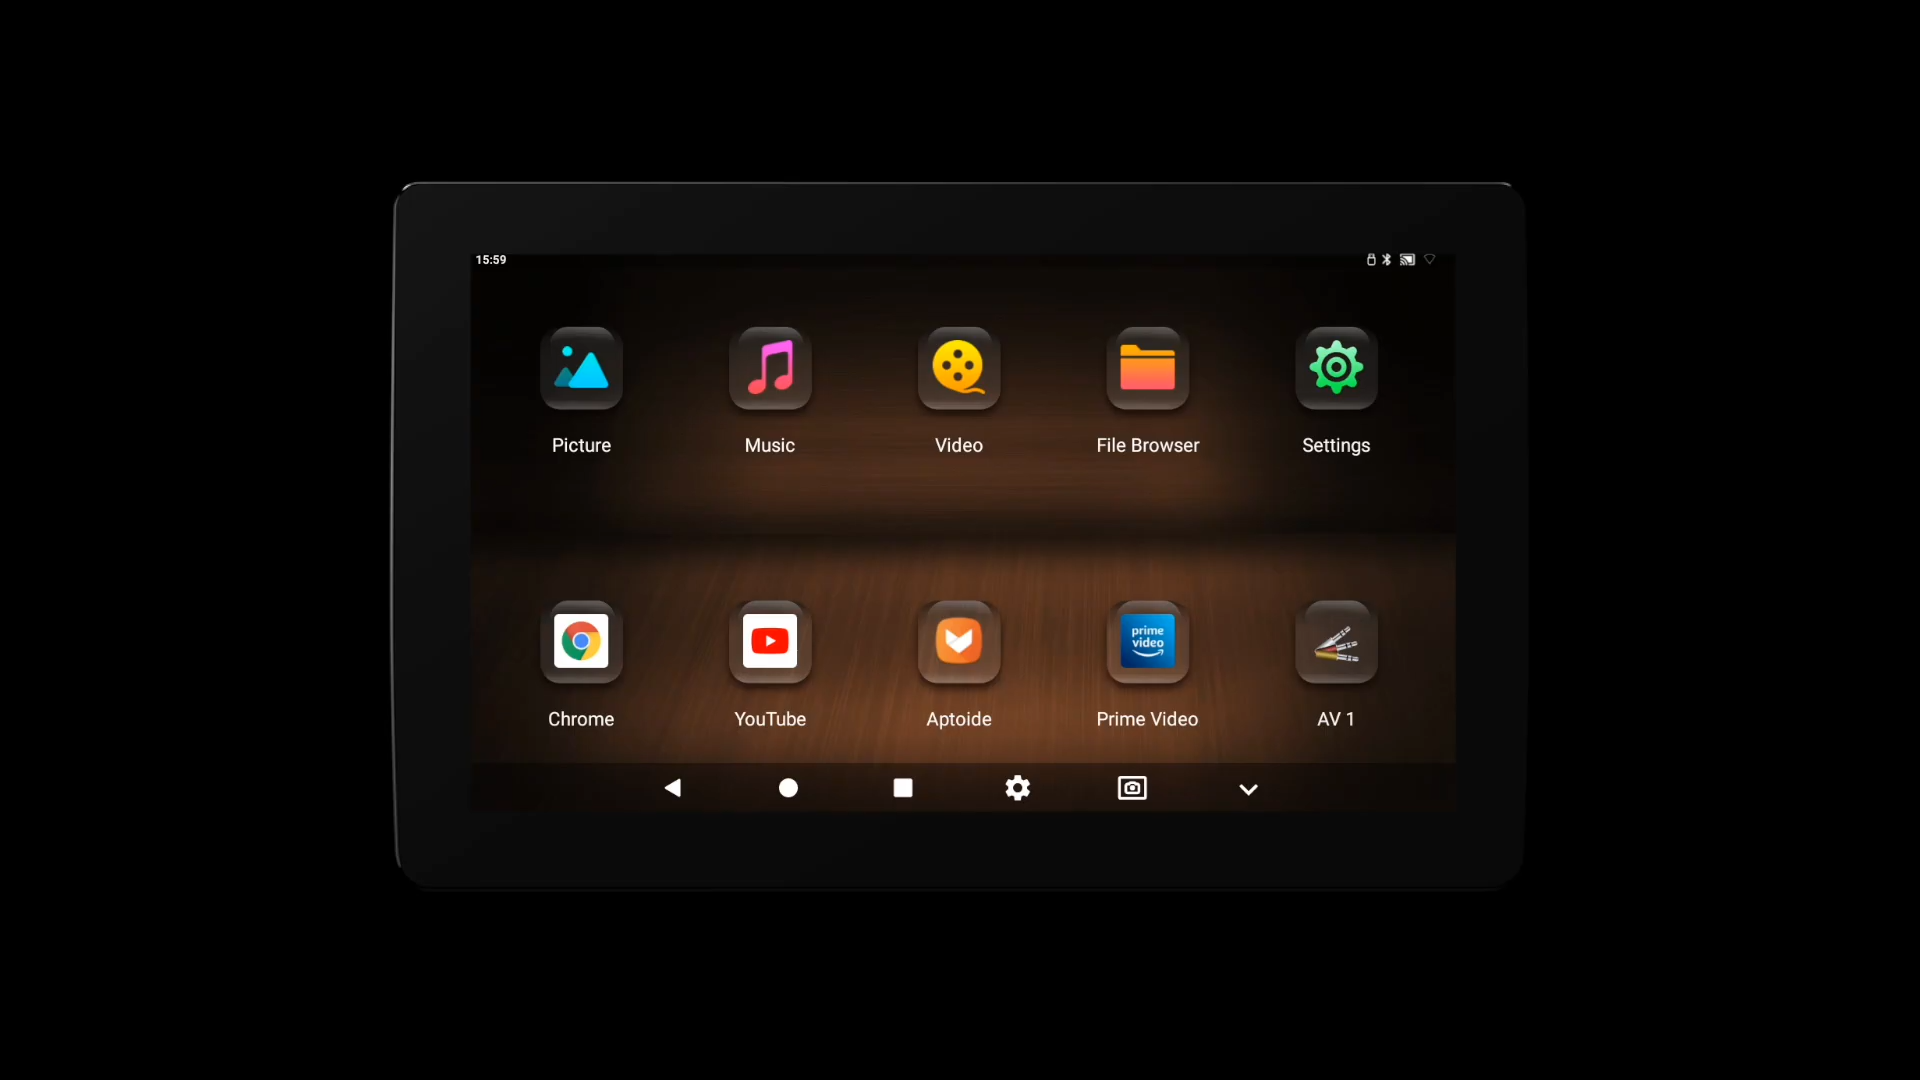 15:59
Picture
Music
Video
File Browser
Settings
prime
video
Chrome
YouTube
Aptoide
Prime Video
AV 1